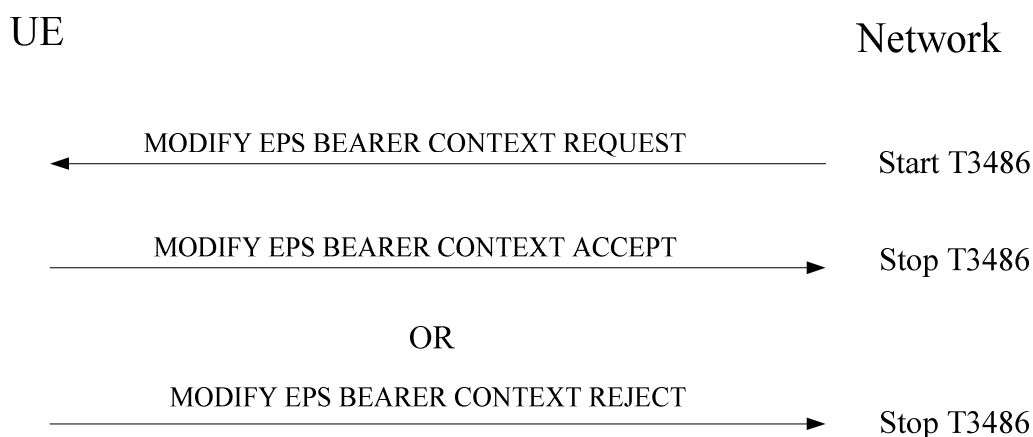 UE
Network
MODIFY EPS BEARER CONTEXT REQUEST
Start T3486
MODIFY EPS BEARER CONTEXT ACCEPT
Stop T3486
OR
MODIFY EPS BEARER CONTEXT REJECT
Stop T3486